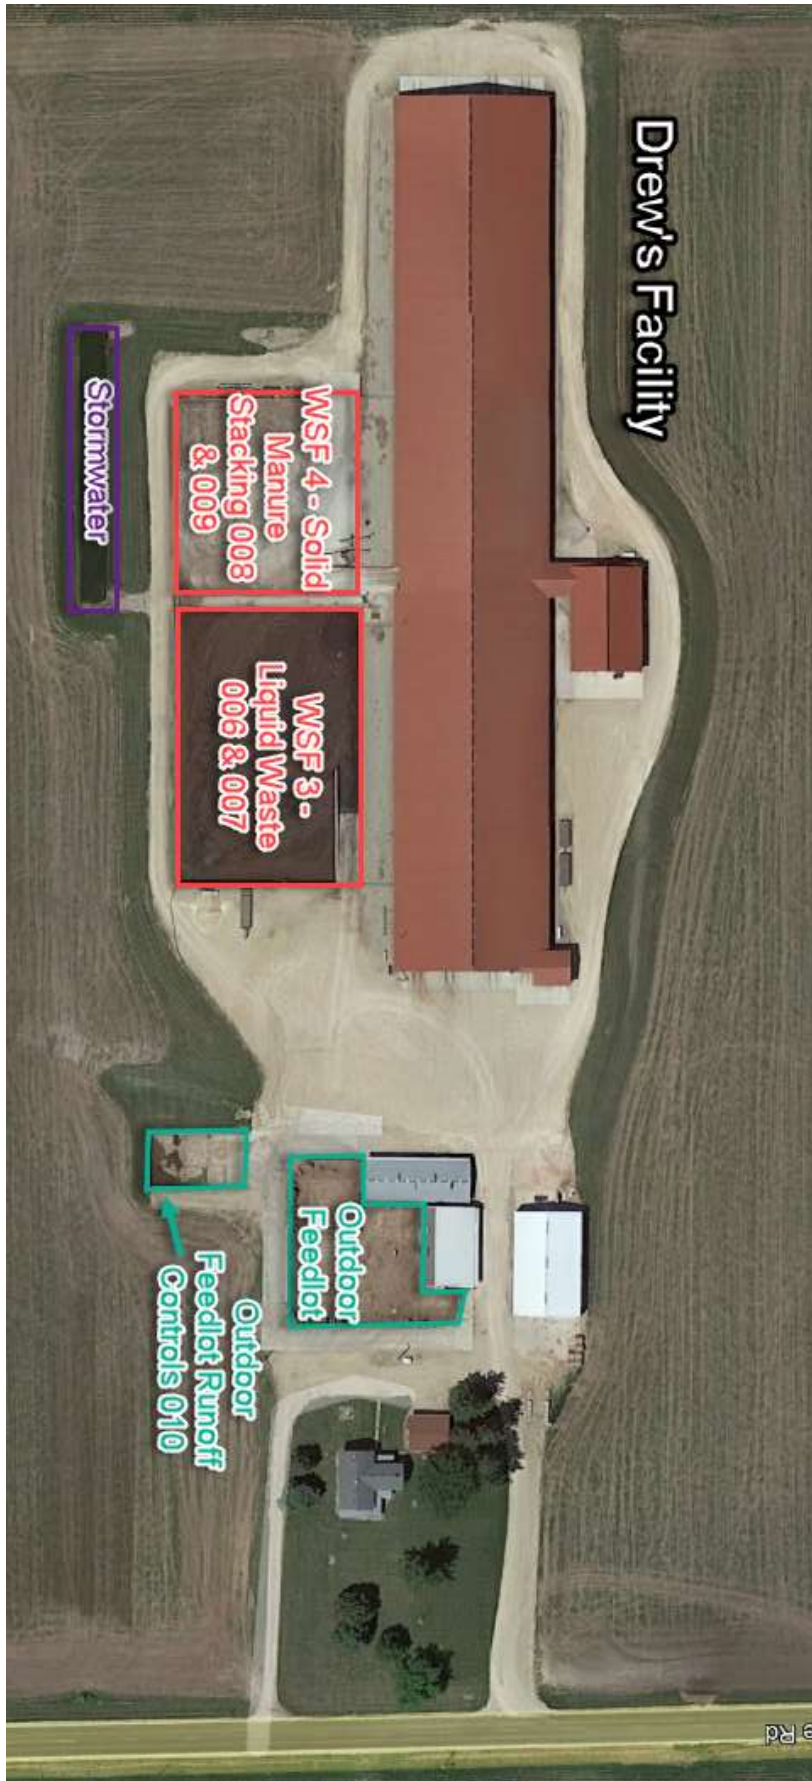 Drew's Facility
WSF 4 - Solid
Manure
Stacking 008
& 009
Stormwater
WSF 3 -
Liquid Waste
006 & 007
Outdoor
Feedlot
Outdoor
Feedlot Runoff
Controls 010
e Rd